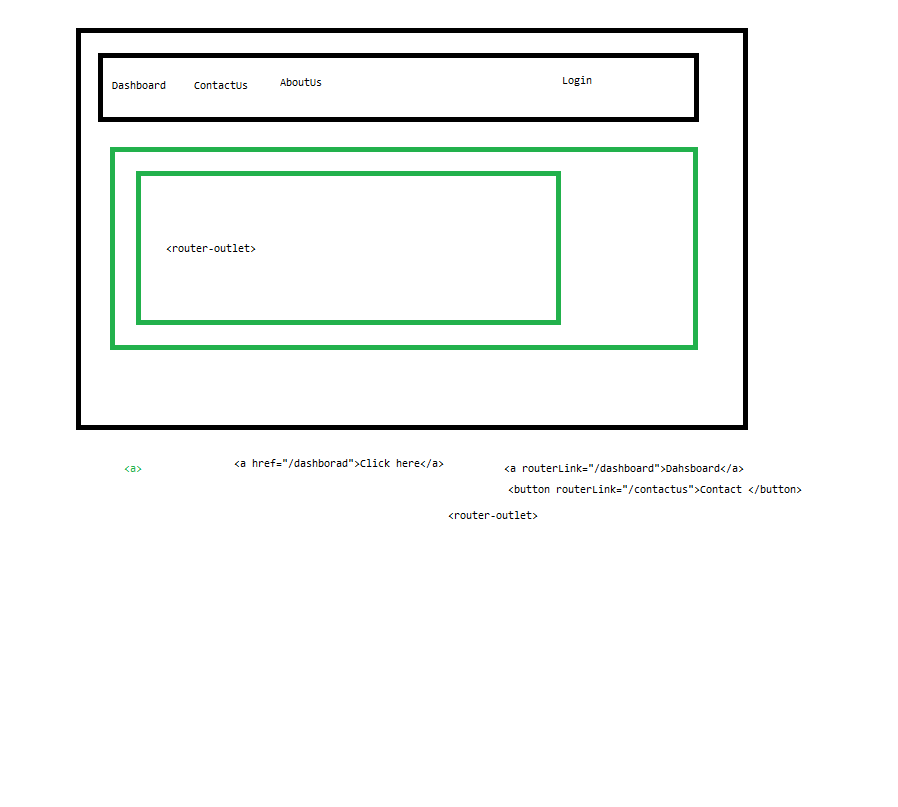 Dashboard ContactUs AboutUs Login
<router-outlet>
<a> <a href="/dashborad">Click here</a> <a routerLink="/dashboard">Dahsboard</a>
<button routerLink="/contactus">Contact </button>
<router-outlet>